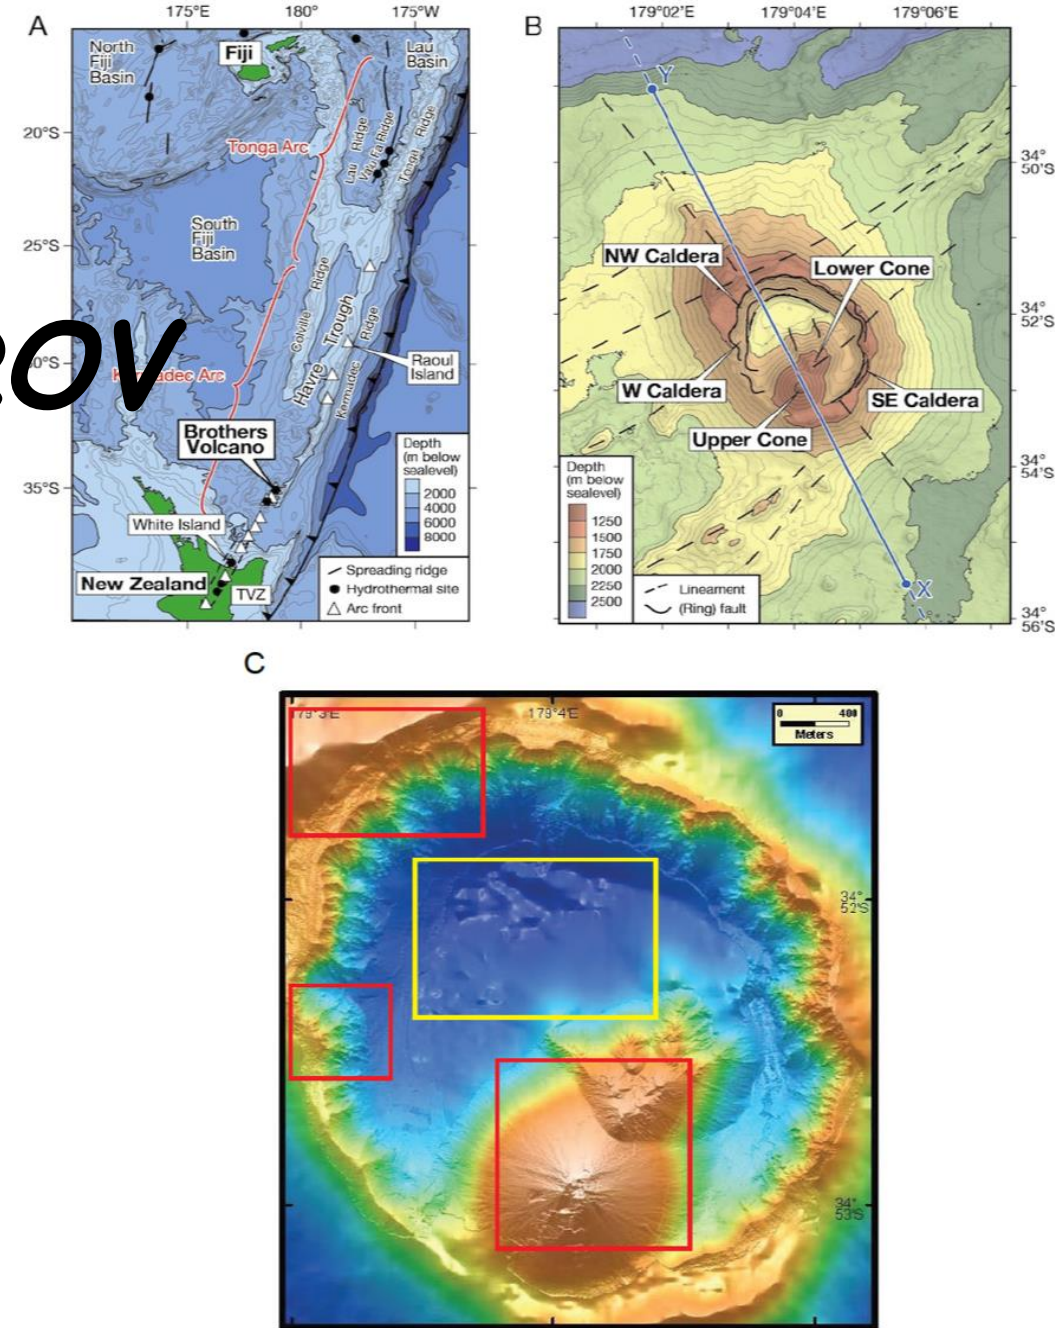 A
175°E 180° 175°W
North
Fiji
Basin
Fiji
Lau
Basin
20°S
Tonga Arc
Lau Ridge
Valu Fa Ridge
Tonga Ridge
South
Fiji
Basin
25°S
Colville Ridge
Havre Trough
Kermadec Ridge
Raoul
Island
30°S
ROV
Kermadec Arc
Brothers
Volcano
Depth
(m below
sealevel)
2000
4000
6000
8000
35°S
White Island
New Zealand
TVZ
Spreading ridge
Hydrothermal site
Arc front
B
179°02'E 179°04'E 179°06'E
Y
34°
50'S
NW Caldera
Lower Cone
34°
52'S
W Caldera
SE Caldera
Upper Cone
34°
54'S
Depth
(m below
sealevel)
1250
1500
1750
2000
2250
2500
Lineament
(Ring) fault
X
34°
56'S
C
179°3'E 179°4'E
0 400
Meters
34°
52'S
34°
53'S